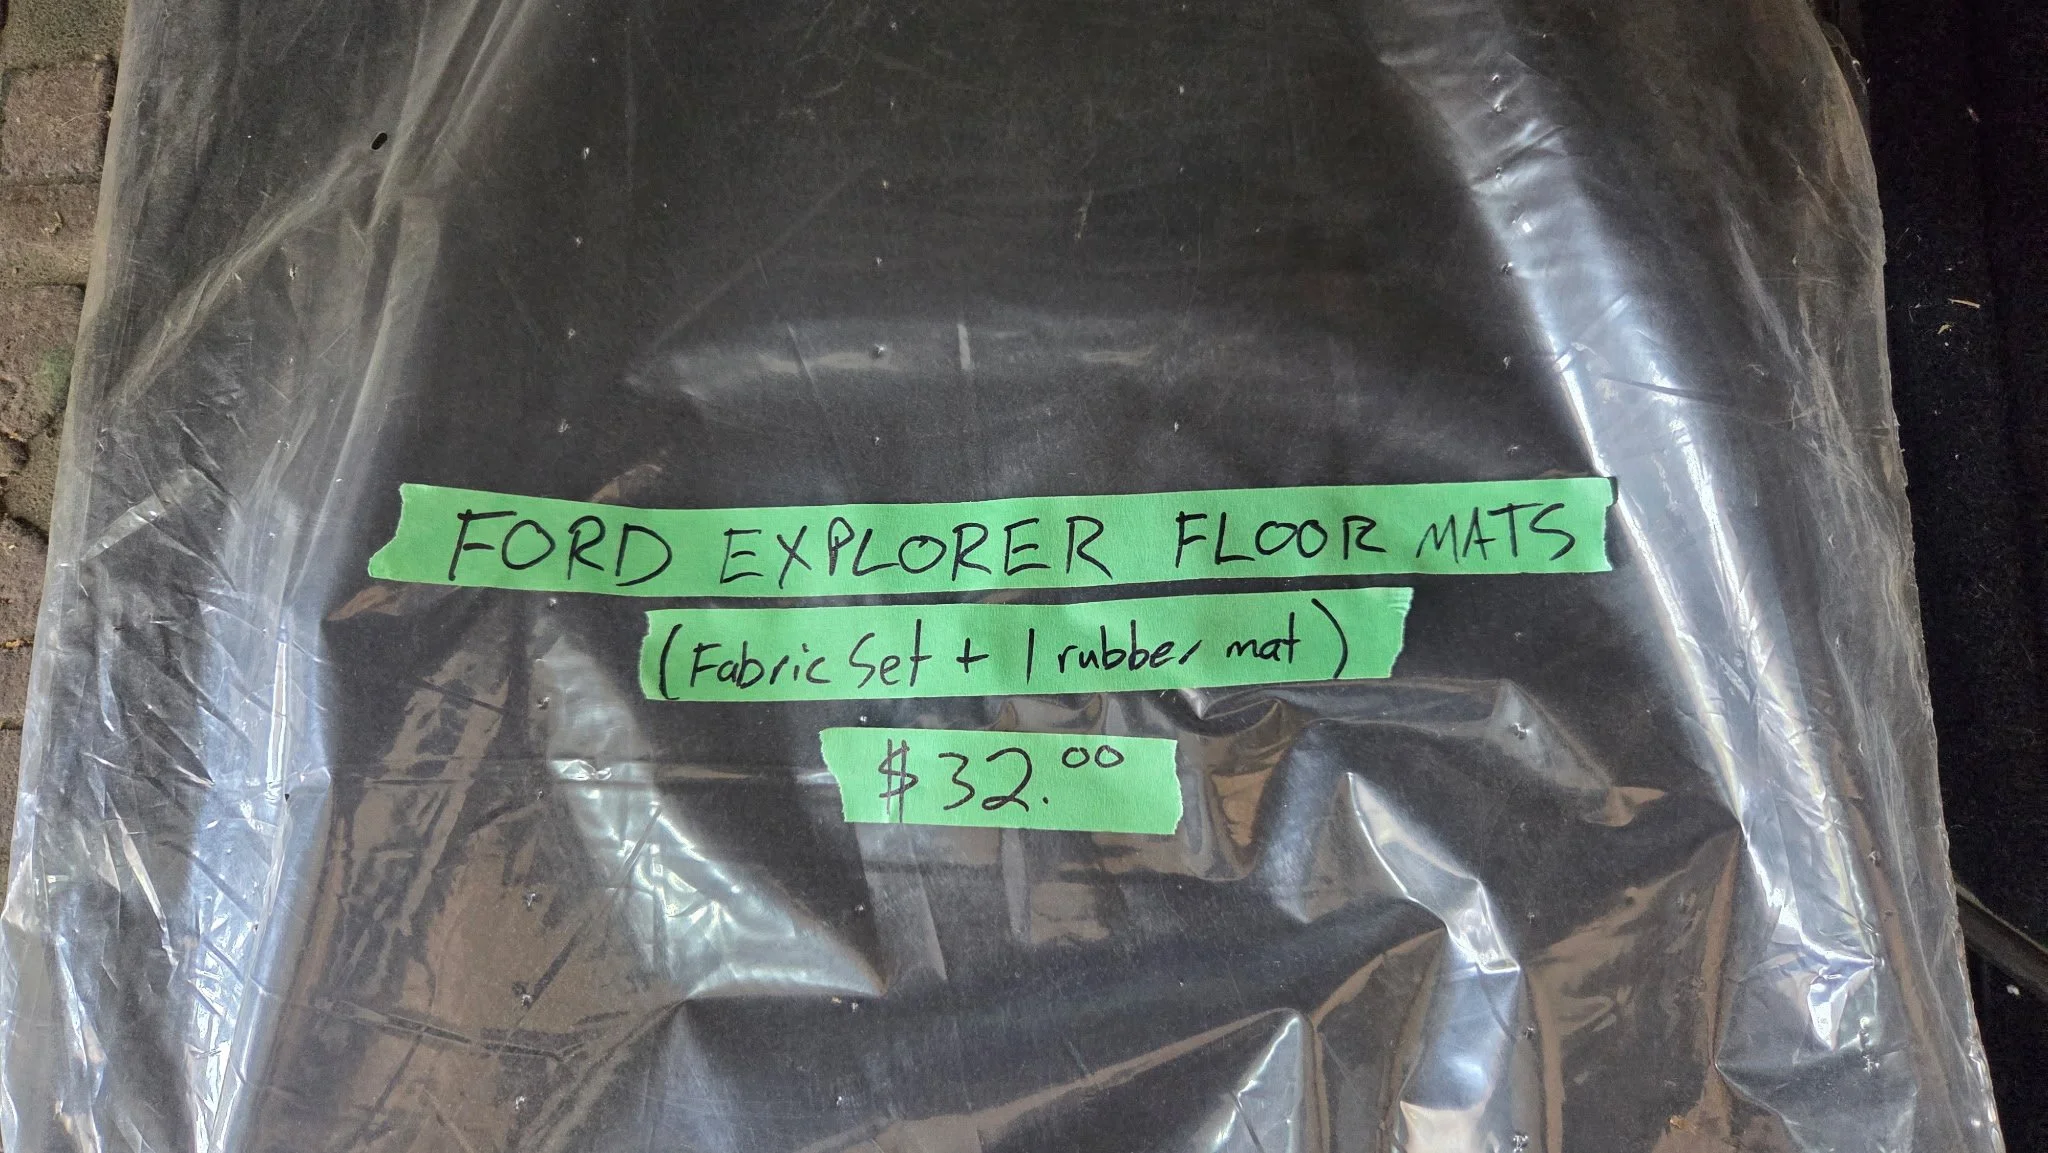 FORD EXPLORER FLOOR MATS
(Fabric Set + 1 rubber mat)
$32.00